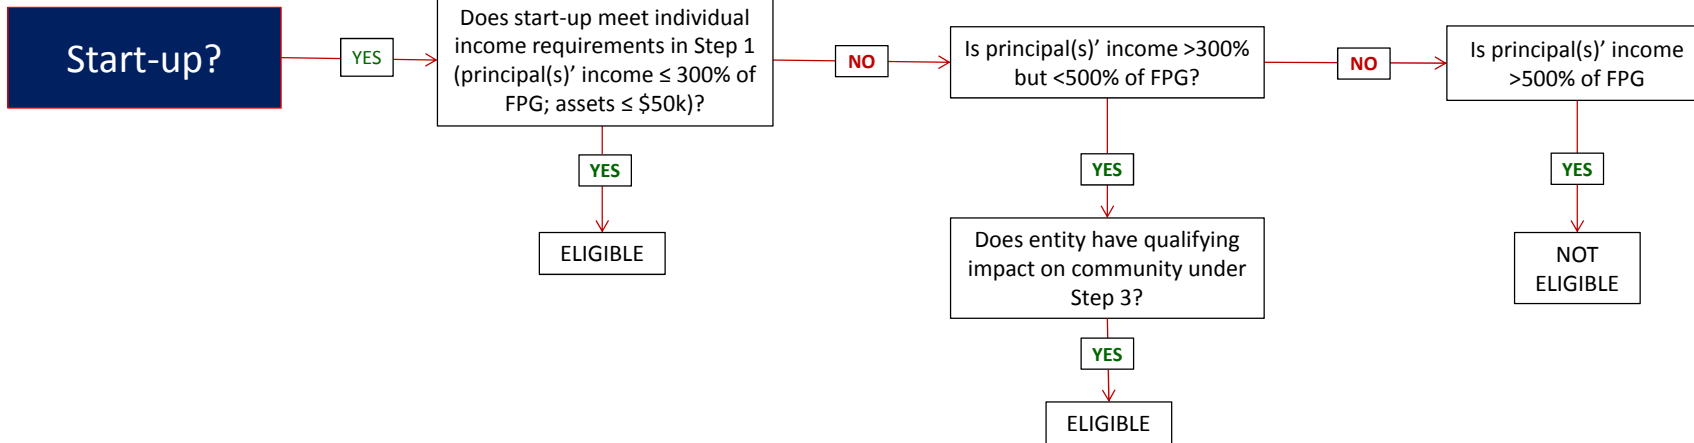 Start-up?
YES
Does start-up meet individual
income requirements in Step 1
(principal(s)’ income ≤ 300% of
FPG; assets ≤ $50k)?
NO
Is principal(s)’ income >300%
but <500% of FPG?
NO
Is principal(s)’ income
>500% of FPG
YES
ELIGIBLE
YES
Does entity have qualifying
impact on community under
Step 3?
YES
ELIGIBLE
YES
NOT
ELIGIBLE